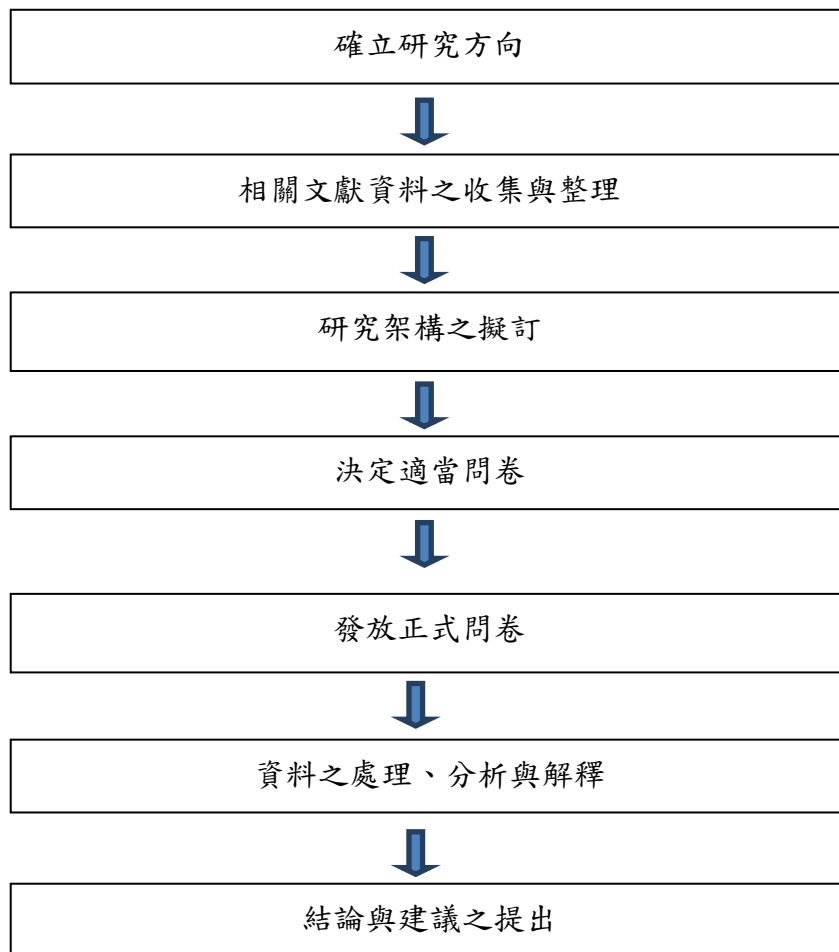 確立研究方向
相關文獻資料之收集與整理
研究架構之擬訂
決定適當問卷
發放正式問卷
資料之處理、分析與解釋
結論與建議之提出